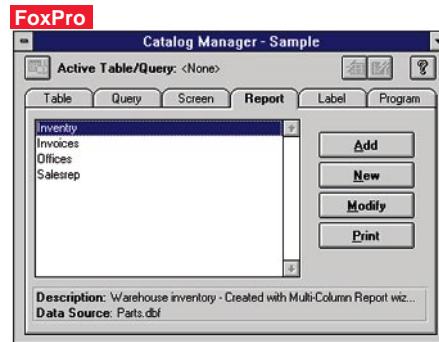 FoxPro
Catalog Manager - Sample
Active Table/Query: <None>
?
Table Query Screen Report Label Program
Inventry
Invoices
Offices
Salesrep
Add
New
Modify
Print
Description: Warehouse inventory - Created with Multi-Column Report wiz...
Data Source: Parts.dbf